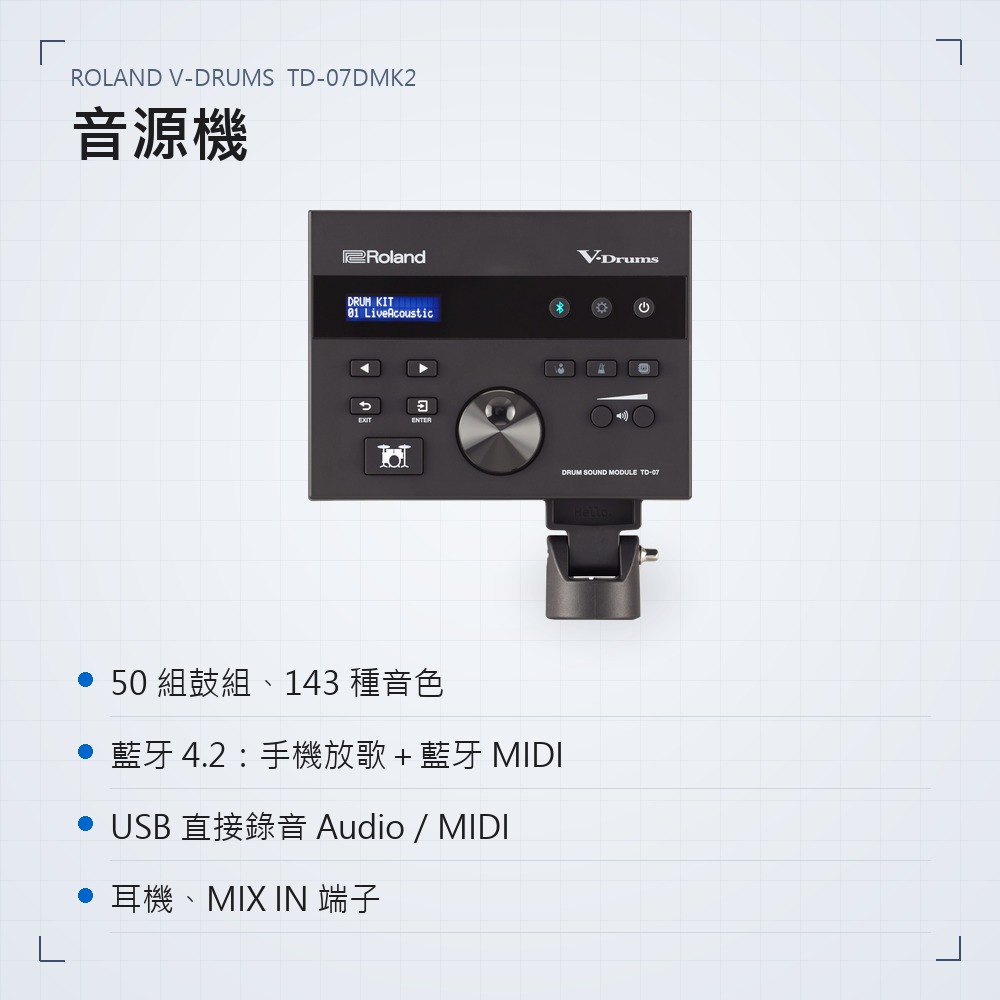 ROLAND V-DRUMS TD-07DMK2
音源機
Roland
V-Drums
DRUM KIT
01 LiveAcoustic
EXIT
ENTER
DRUM SOUND MODULE TD-07
50 組鼓組、143 種音色
藍牙 4.2：手機放歌 + 藍牙 MIDI
USB 直接錄音 Audio / MIDI
耳機、MIX IN 端子